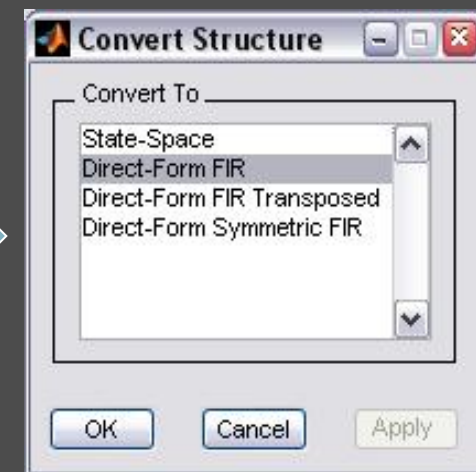 Convert Structure
Convert To
State-Space
Direct-Form FIR
Direct-Form FIR Transposed
Direct-Form Symmetric FIR
OK Cancel Apply